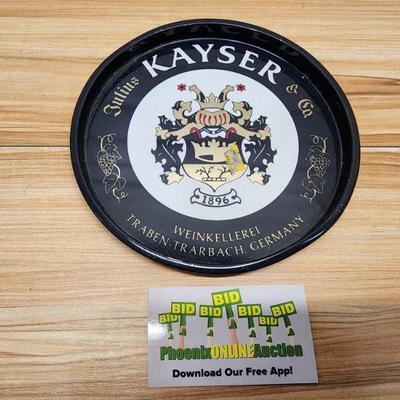 Julius KAYSER & Co
1896
WEINKELLEREI
TRABEN-TRARBACH, GERMANY
BID
BID BID BID BID
BID
PhoenixONLINEAuction
Download Our Free App!